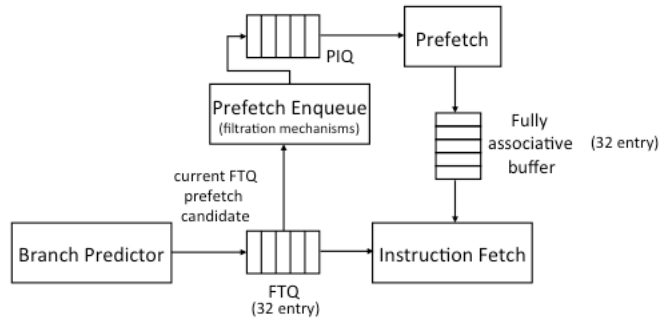 PIQ
Prefetch
Prefetch Enqueue
(filtration mechanisms)
Fully
associative
buffer
(32 entry)
current FTQ
prefetch
candidate
Branch Predictor
FTQ
(32 entry)
Instruction Fetch